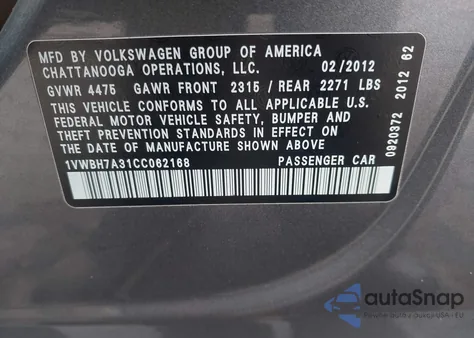 MFD BY VOLKSWAGEN GROUP OF AMERICA
CHATTANOOGA OPERATIONS, LLC. 02/2012
GVWR 4475 GAWR FRONT 2315 / REAR 2271 LBS
THIS VEHICLE CONFORMS TO ALL APPLICABLE U.S.
FEDERAL MOTOR VEHICLE SAFETY, BUMPER AND
THEFT PREVENTION STANDARDS IN EFFECT ON
THE DATE OF MANUFACTURE SHOWN ABOVE
1VWBH7A31CC062168 PASSENGER CAR
0920372 2012 62
autoSnap